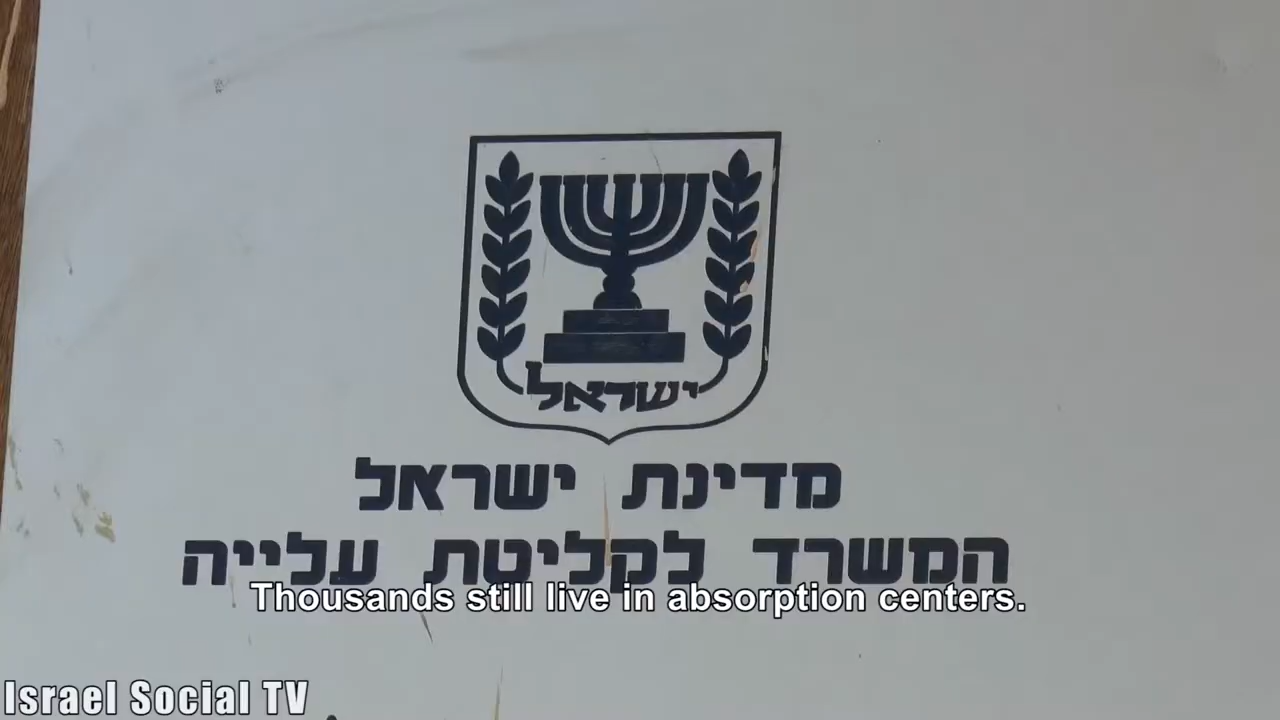 ישראל
מדינת ישראל
המשרד לקליטת עלייה
Thousands still live in absorption centers.
Israel Social TV